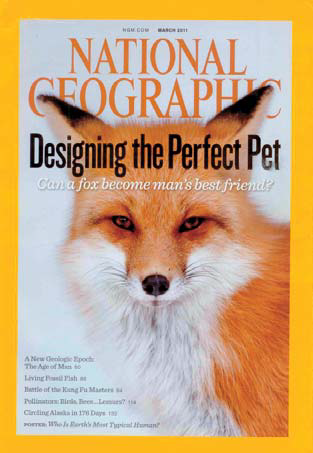 NGM.COM MARCH 2011
NATIONAL
GEOGRAPHIC
Designing the Perfect Pet
Can a fox become man's best friend?
A New Geologic Epoch:
The Age of Man 60
Living Fossil Fish 86
Battle of the Kung Fu Masters 94
Pollinators: Birds, Bees...Lemurs? 114
Circling Alaska in 176 Days 132
POSTER: Who Is Earth's Most Typical Human?